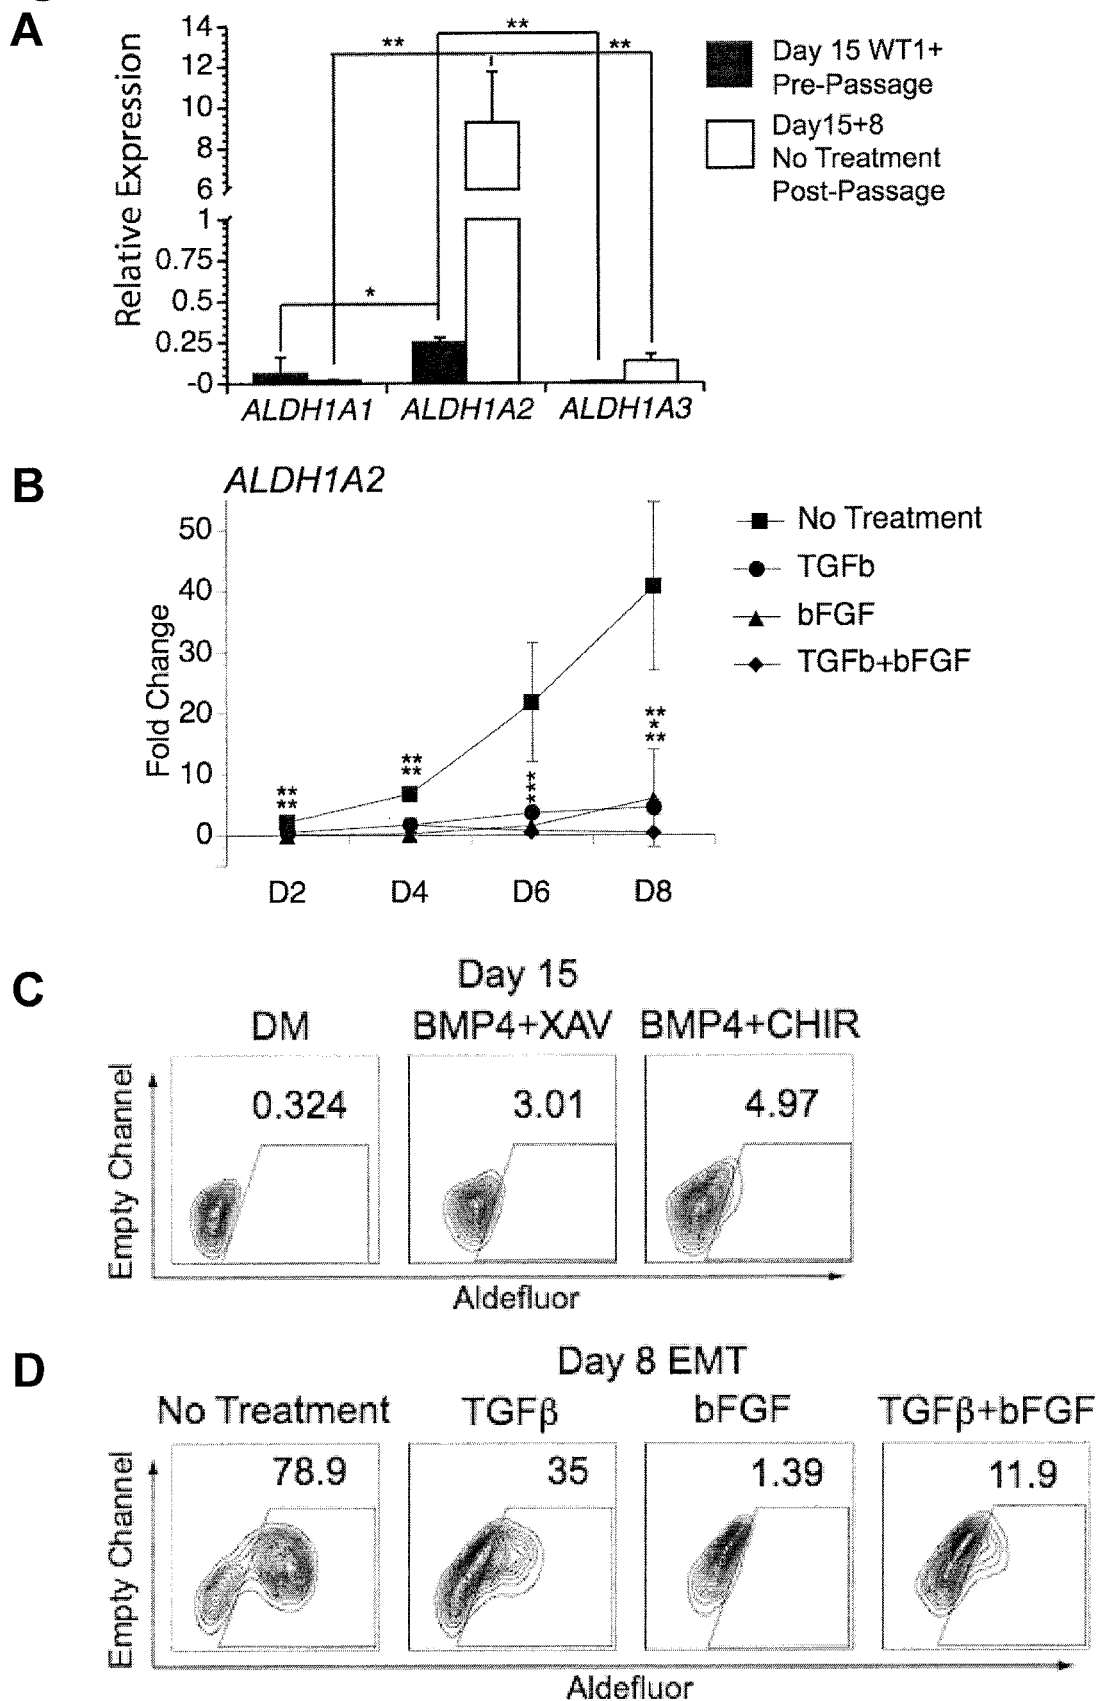 A
14
12
10
8
6
1
0.75
0.5
0.25
-0
Relative Expression
**
**
**
*
Day 15 WT1+
Pre-Passage
Day15+8
No Treatment
Post-Passage
ALDH1A1 ALDH1A2 ALDH1A3
B
ALDH1A2
50
40
30
20
10
0
Fold Change
**
**
**
**
***
**
*
**
D2 D4 D6 D8
No Treatment
TGFb
bFGF
TGFb+bFGF
C
Day 15
DM BMP4+XAV BMP4+CHIR
0.324 3.01 4.97
Empty Channel
Aldefluor
D
Day 8 EMT
No Treatment TGFβ bFGF TGFβ+bFGF
78.9 35 1.39 11.9
Empty Channel
Aldefluor